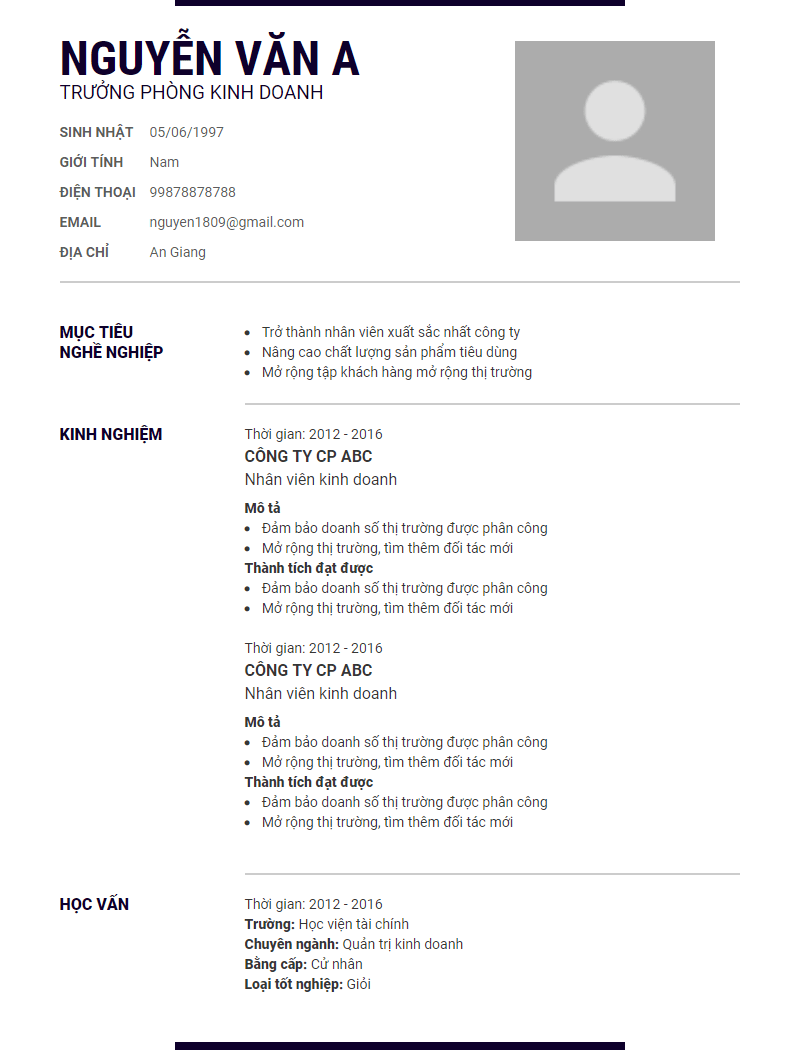 NGUYỄN VĂN A
TRƯỞNG PHÒNG KINH DOANH
SINH NHẬT 05/06/1997
GIỚI TÍNH Nam
ĐIỆN THOẠI 99878878788
EMAIL nguyen1809@gmail.com
ĐỊA CHỈ An Giang
MỤC TIÊU
NGHỀ NGHIỆP
Trở thành nhân viên xuất sắc nhất công ty
Nâng cao chất lượng sản phẩm tiêu dùng
Mở rộng tập khách hàng mở rộng thị trường
KINH NGHIỆM
Thời gian: 2012 - 2016
CÔNG TY CP ABC
Nhân viên kinh doanh
Mô tả
Đảm bảo doanh số thị trường được phân công
Mở rộng thị trường, tìm thêm đối tác mới
Thành tích đạt được
Đảm bảo doanh số thị trường được phân công
Mở rộng thị trường, tìm thêm đối tác mới
Thời gian: 2012 - 2016
CÔNG TY CP ABC
Nhân viên kinh doanh
Mô tả
Đảm bảo doanh số thị trường được phân công
Mở rộng thị trường, tìm thêm đối tác mới
Thành tích đạt được
Đảm bảo doanh số thị trường được phân công
Mở rộng thị trường, tìm thêm đối tác mới
HỌC VẤN
Thời gian: 2012 - 2016
Trường: Học viện tài chính
Chuyên ngành: Quản trị kinh doanh
Bằng cấp: Cử nhân
Loại tốt nghiệp: Giỏi